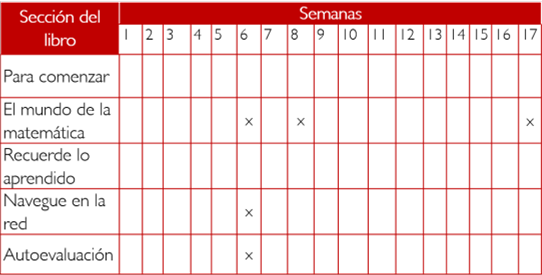 Sección del libro
Semanas
1 2 3 4 5 6 7 8 9 10 11 12 13 14 15 16 17
Para comenzar
El mundo de la
matemática
x x x
Recuerde lo
aprendido
Navegue en la
red
x
Autoevaluación
x